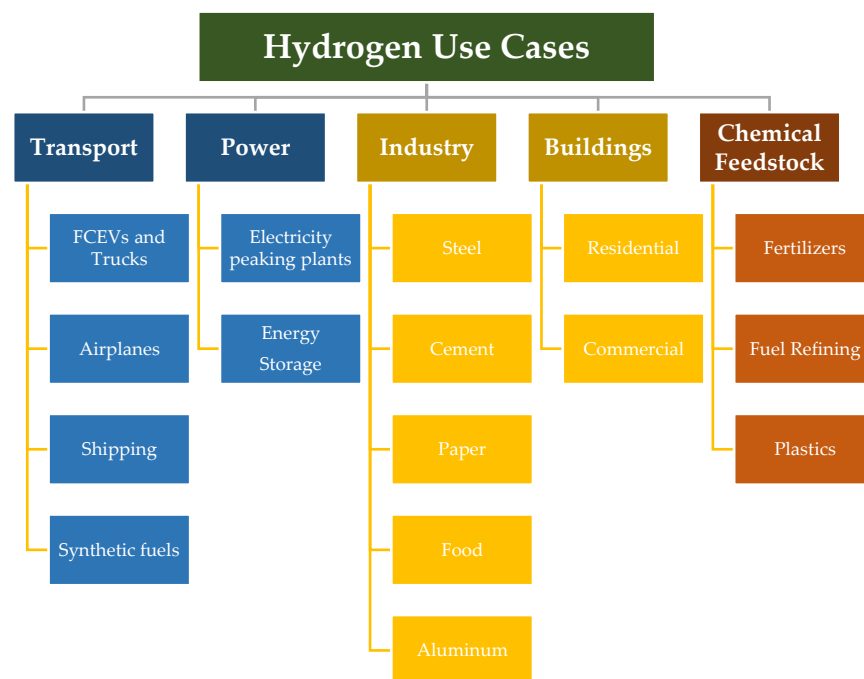 Hydrogen Use Cases
Transport
FCEVs and
Trucks
Airplanes
Shipping
Synthetic fuels
Power
Electricity
peaking plants
Energy
Storage
Industry
Steel
Cement
Paper
Food
Aluminum
Buildings
Residential
Commercial
Chemical
Feedstock
Fertilizers
Fuel Refining
Plastics